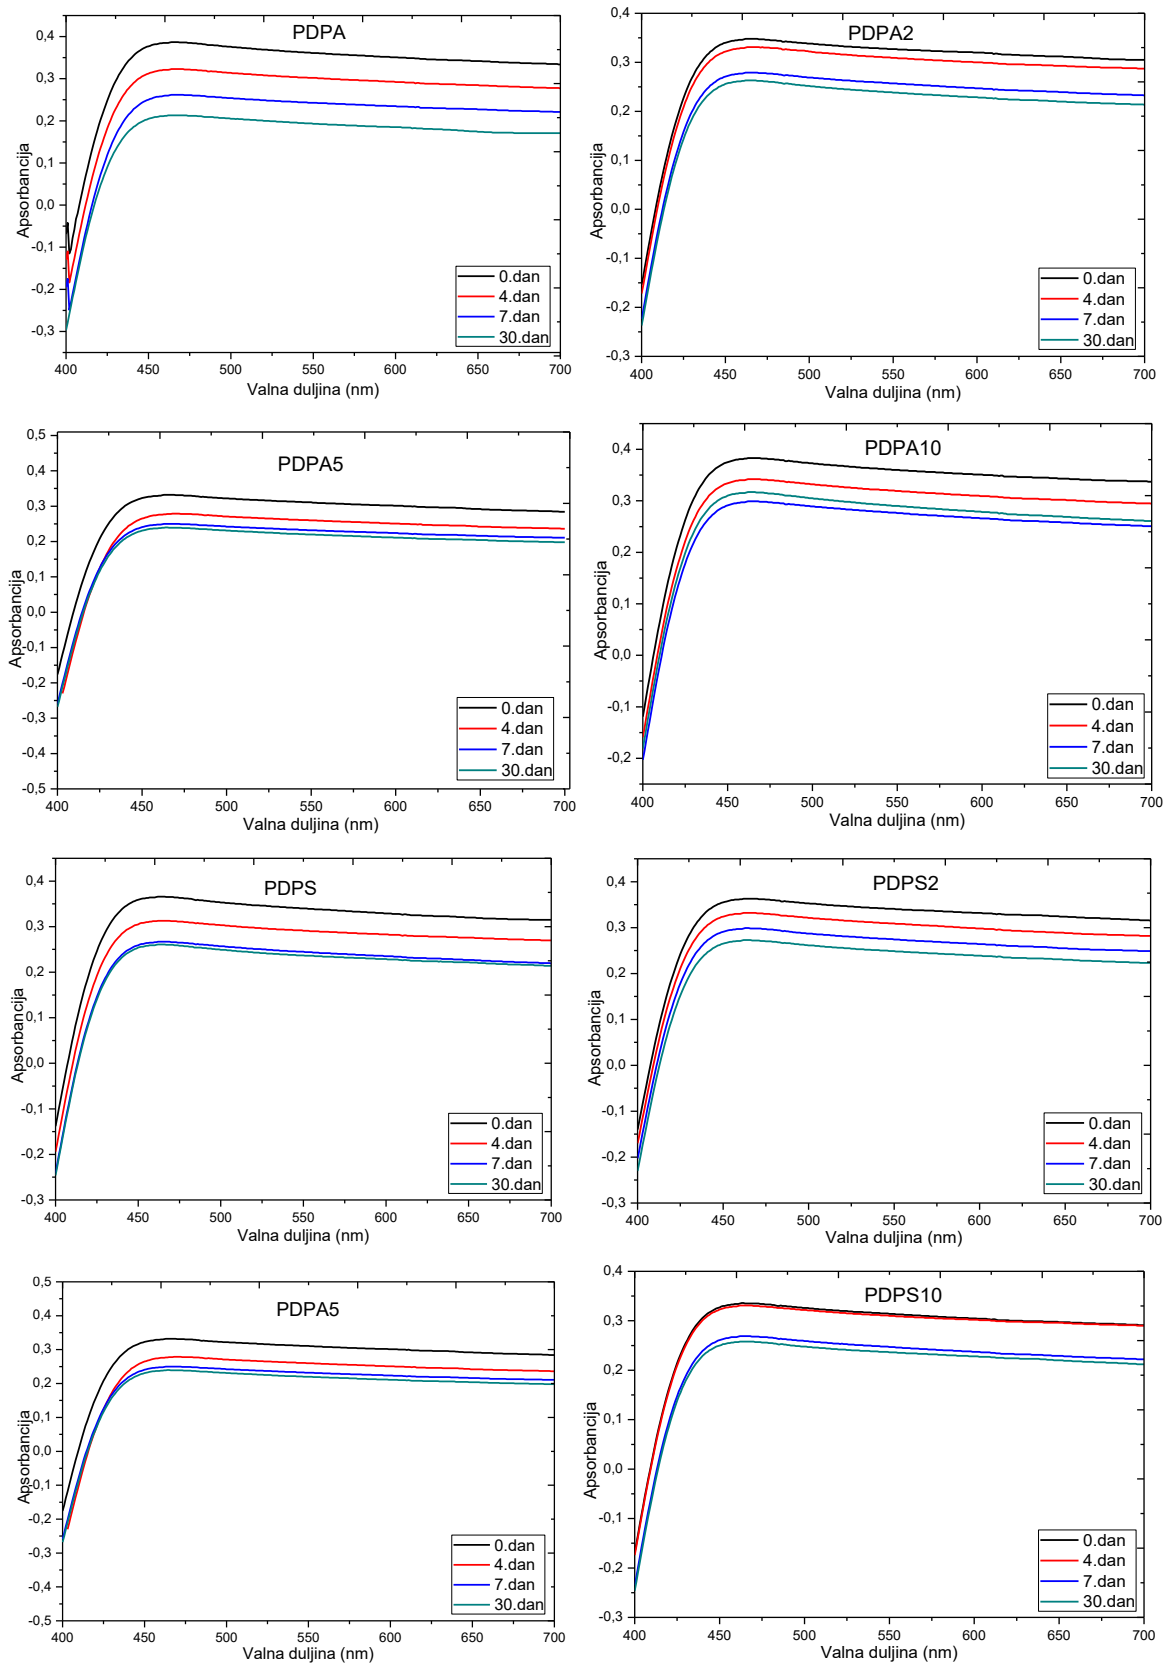 PDPA
0,4
0,3
0,2
0,1
0,0
-0,1
-0,2
-0,3
Apsorbancija
0.dan
4.dan
7.dan
30.dan
400 450 500 550 600 650 700
Valna duljina (nm)
PDPA2
0,4
0,3
0,2
0,1
0,0
-0,1
-0,2
-0,3
Apsorbancija
0.dan
4.dan
7.dan
30.dan
400 450 500 550 600 650 700
Valna duljina (nm)
PDPA5
0,5
0,4
0,3
0,2
0,1
0,0
-0,1
-0,2
-0,3
-0,4
-0,5
Apsorbancija
0.dan
4.dan
7.dan
30.dan
400 450 500 550 600 650 700
Valna duljina (nm)
PDPA10
0,4
0,3
0,2
0,1
0,0
-0,1
-0,2
Apsorbancija
0.dan
4.dan
7.dan
30.dan
400 450 500 550 600 650 700
Valna duljina (nm)
PDPS
0,4
0,3
0,2
0,1
0,0
-0,1
-0,2
-0,3
Apsorbancija
0.dan
4.dan
7.dan
30.dan
400 450 500 550 600 650 700
Valna duljina (nm)
PDPS2
0,4
0,3
0,2
0,1
0,0
-0,1
-0,2
-0,3
Apsorbancija
0.dan
4.dan
7.dan
30.dan
400 450 500 550 600 650 700
Valna duljina (nm)
PDPA5
0,5
0,4
0,3
0,2
0,1
0,0
-0,1
-0,2
-0,3
-0,4
-0,5
Apsorbancija
0.dan
4.dan
7.dan
30.dan
400 450 500 550 600 650 700
Valna duljina (nm)
PDPS10
0,4
0,3
0,2
0,1
0,0
-0,1
-0,2
-0,3
Apsorbancija
0.dan
4.dan
7.dan
30.dan
400 450 500 550 600 650 700
Valna duljina (nm)